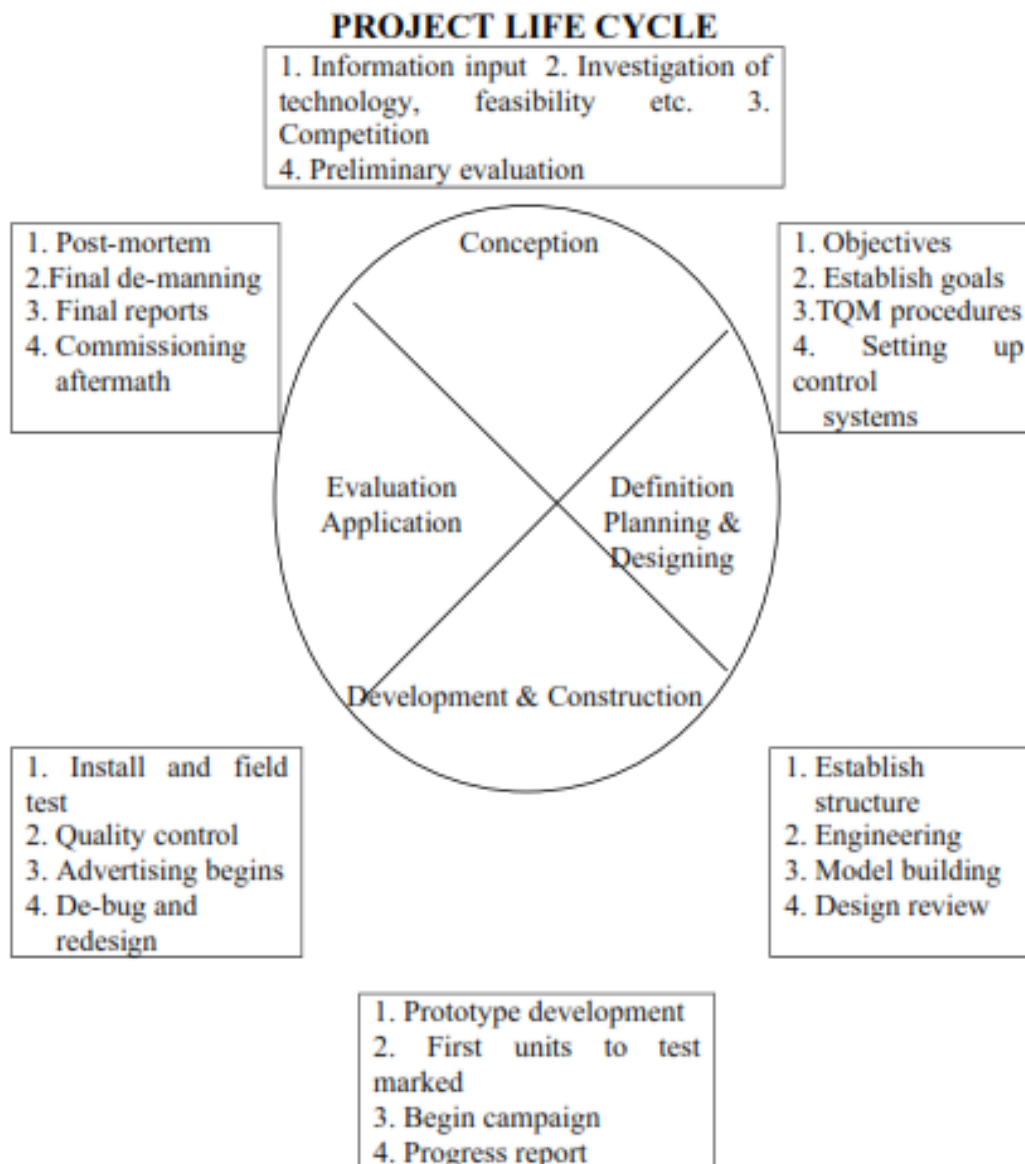 PROJECT LIFE CYCLE
1. Information input 2. Investigation of
technology, feasibility etc. 3.
Competition
4. Preliminary evaluation
Conception
1. Post-mortem
2.Final de-manning
3. Final reports
4. Commissioning
aftermath
1. Objectives
2. Establish goals
3.TQM procedures
4. Setting up
control
systems
Evaluation
Application
Definition
Planning &
Designing
Development & Construction
1. Install and field
test
2. Quality control
3. Advertising begins
4. De-bug and
redesign
1. Establish
structure
2. Engineering
3. Model building
4. Design review
1. Prototype development
2. First units to test
marked
3. Begin campaign
4. Progress report